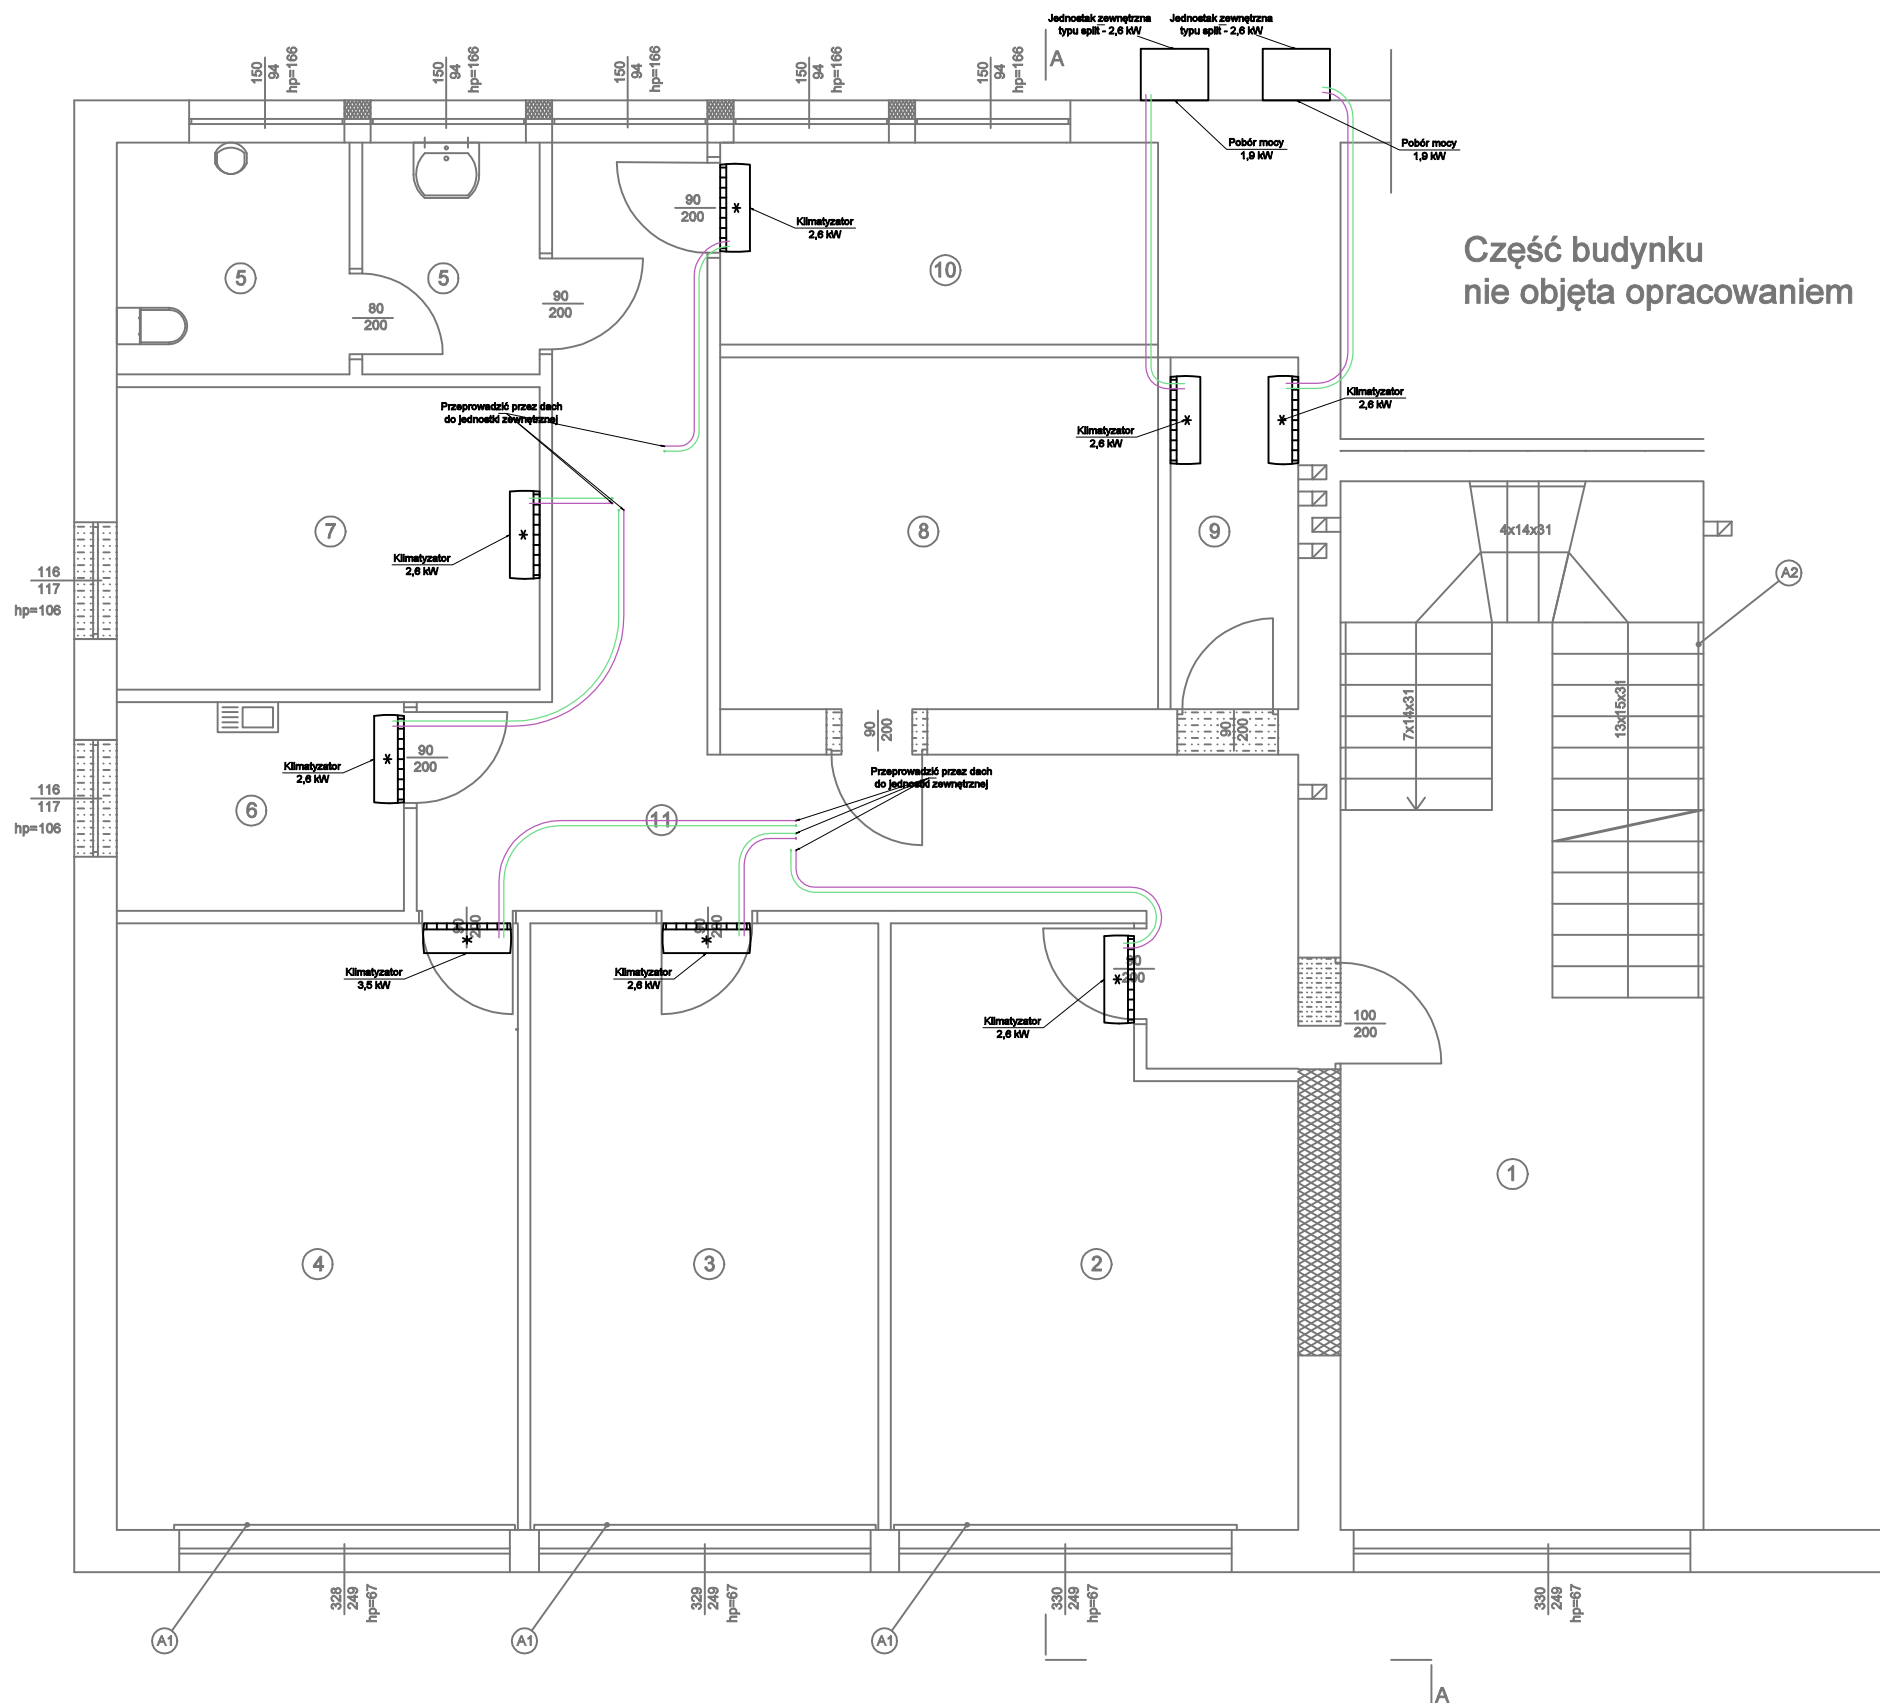 Jednostak zewnętrzna
typu split - 2,6 kW
Jednostak zewnętrzna
typu split - 2,6 kW
A
150
94
hp=166
150
94
hp=166
150
94
hp=166
150
94
hp=166
150
94
hp=166
Pobór mocy
1,9 kW
Pobór mocy
1,9 kW
90
200
Klimatyzator
2,6 kW
Część budynku
nie objęta opracowaniem
5
5
10
80
200
90
200
Przeprowadzić przez dach
do jednostki zewnętrznej
Klimatyzator
2,6 kW
Klimatyzator
2,6 kW
7
8
9
4x14x31
Klimatyzator
2,6 kW
116
117
hp=106
A2
7x14x31
13x15x31
90
200
90
200
90
200
Klimatyzator
2,6 kW
Przeprowadzić przez dach
do jednostki zewnętrznej
116
117
hp=106
6
11
90
200
90
200
Klimatyzator
3,5 kW
Klimatyzator
2,6 kW
90
200
Klimatyzator
2,6 kW
100
200
1
4
3
2
328
249
hp=67
329
249
hp=67
330
249
hp=67
330
249
hp=67
A1
A1
A1
A